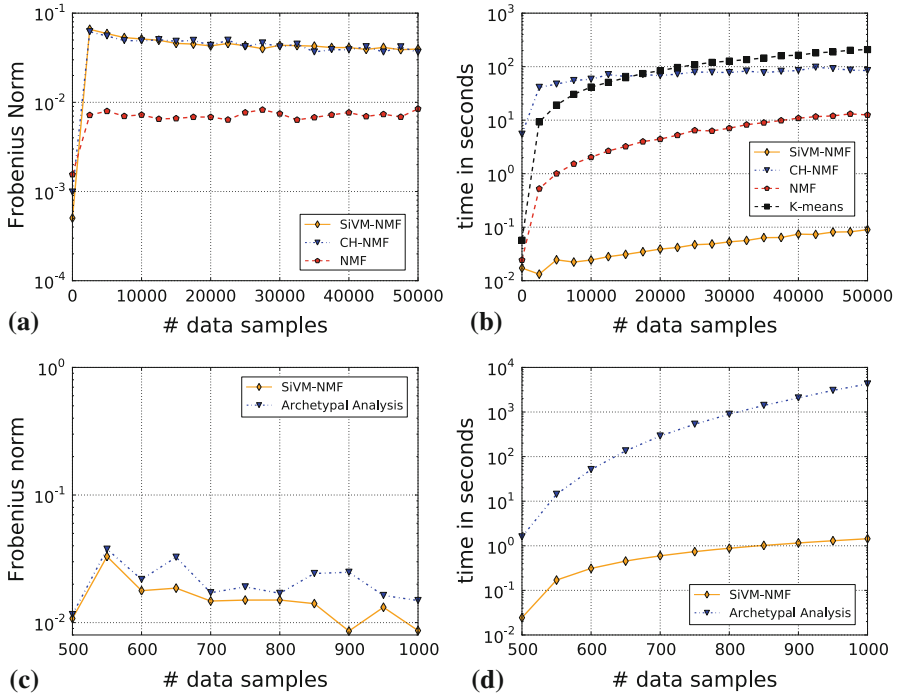 10^0
10^-1
10^-2
10^-3
10^-4
Frobenius Norm
0 10000 20000 30000 40000 50000
# data samples
SiVM-NMF
CH-NMF
NMF
(a)
10^3
10^2
10^1
10^0
10^-1
10^-2
time in seconds
0 10000 20000 30000 40000 50000
# data samples
SiVM-NMF
CH-NMF
NMF
K-means
(b)
10^0
10^-1
10^-2
Frobenius norm
500 600 700 800 900 1000
# data samples
SiVM-NMF
Archetypal Analysis
(c)
10^4
10^3
10^2
10^1
10^0
10^-1
10^-2
time in seconds
500 600 700 800 900 1000
# data samples
SiVM-NMF
Archetypal Analysis
(d)